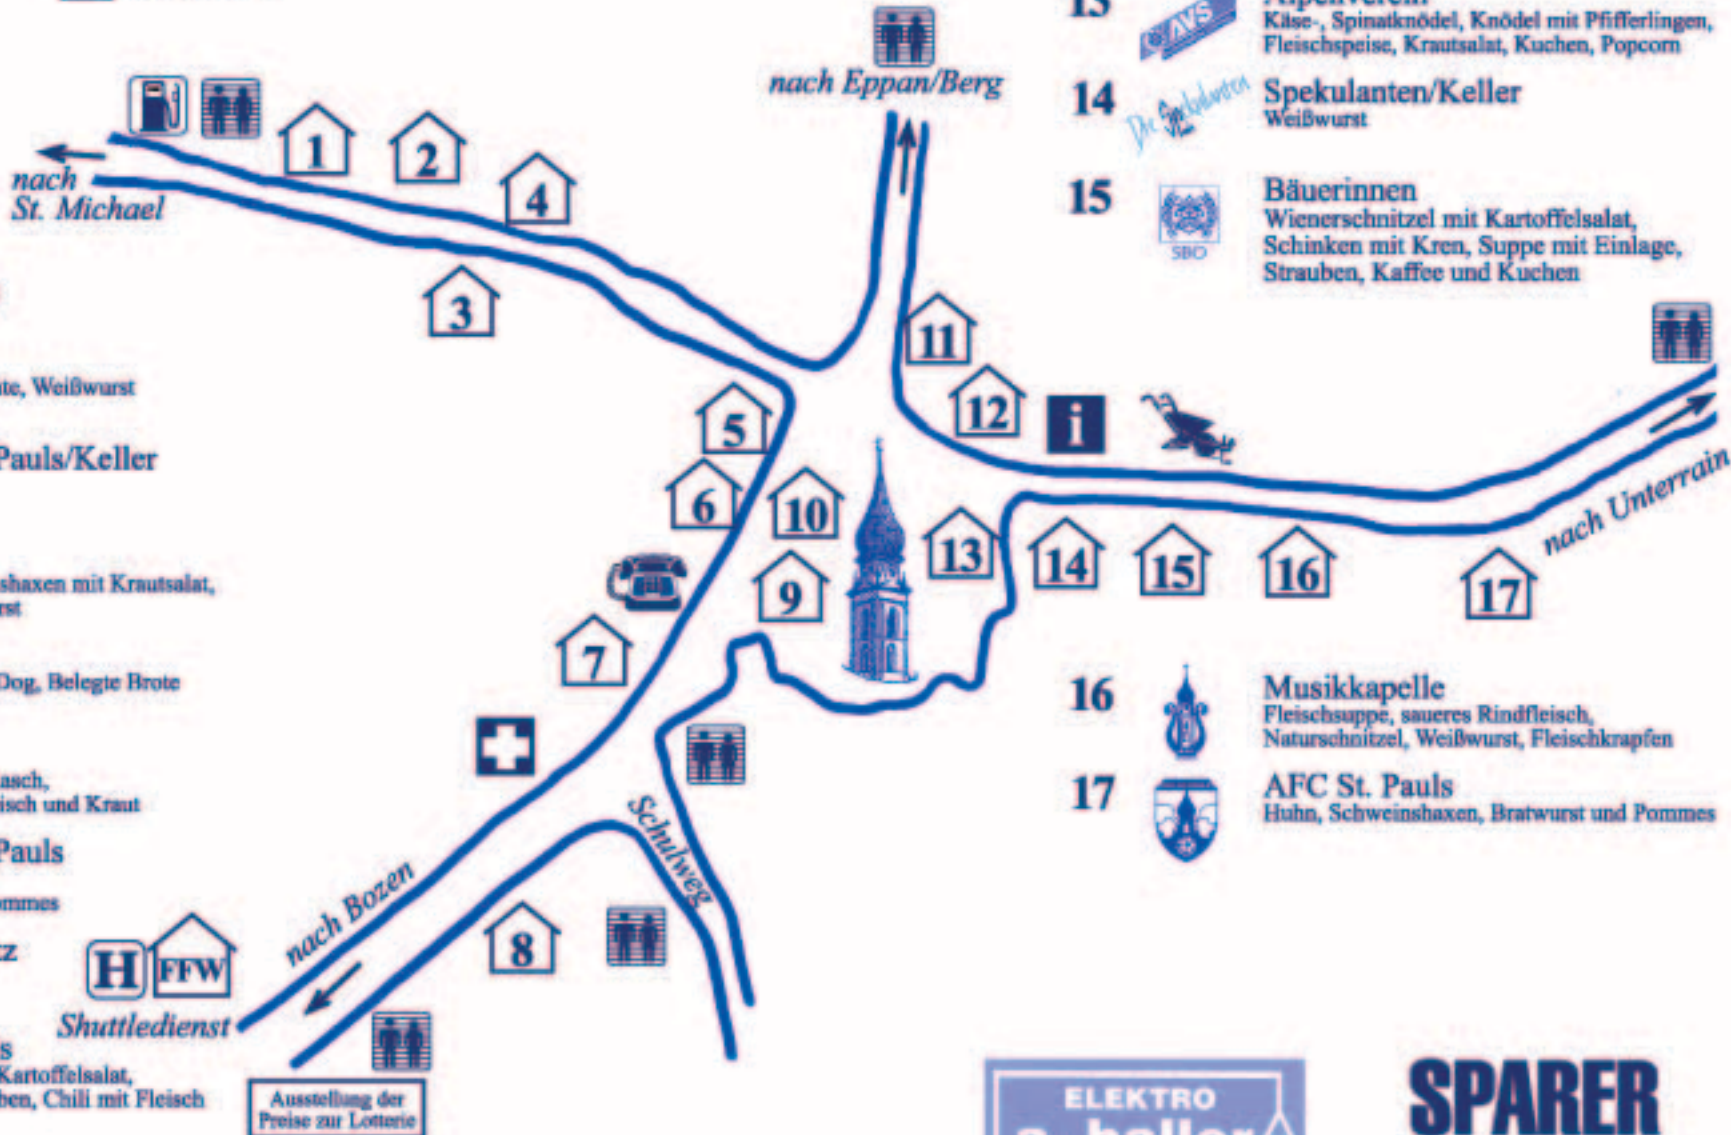 nach Eppan/Berg
nach
St. Michael
1
2
4
3
11
12
i
5
6
10
9
13
14
15
16
17
7
8
nach Unterrain
Schulweg
nach Bozen
H
FFW
Shuttledienst
Ausstellung der
Preise zur Lotterie
Weißwurst
Pauls/Keller
mit Krautsalat,
Dog, Belegte Brote
und Kraut
Pauls
Kartoffelsalat,
Chili mit Fleisch
13
AVS
Alpenverein
Käse-, Spinatknödel, Knödel mit Pfifferlingen,
Fleischspeise, Krautsalat, Kuchen, Popcorn
14
Die Spekulanten
Spekulanten/Keller
Weißwurst
15
SBO
Bäuerinnen
Wienerschnitzel mit Kartoffelsalat,
Schinken mit Kren, Suppe mit Einlage,
Strauben, Kaffee und Kuchen
16
Musikkapelle
Fleischsuppe, saueres Rindfleisch,
Naturschnitzel, Weißwurst, Fleischkrapfen
17
AFC St. Pauls
Huhn, Schweinshaxen, Bratwurst und Pommes
ELEKTRO
SPARER